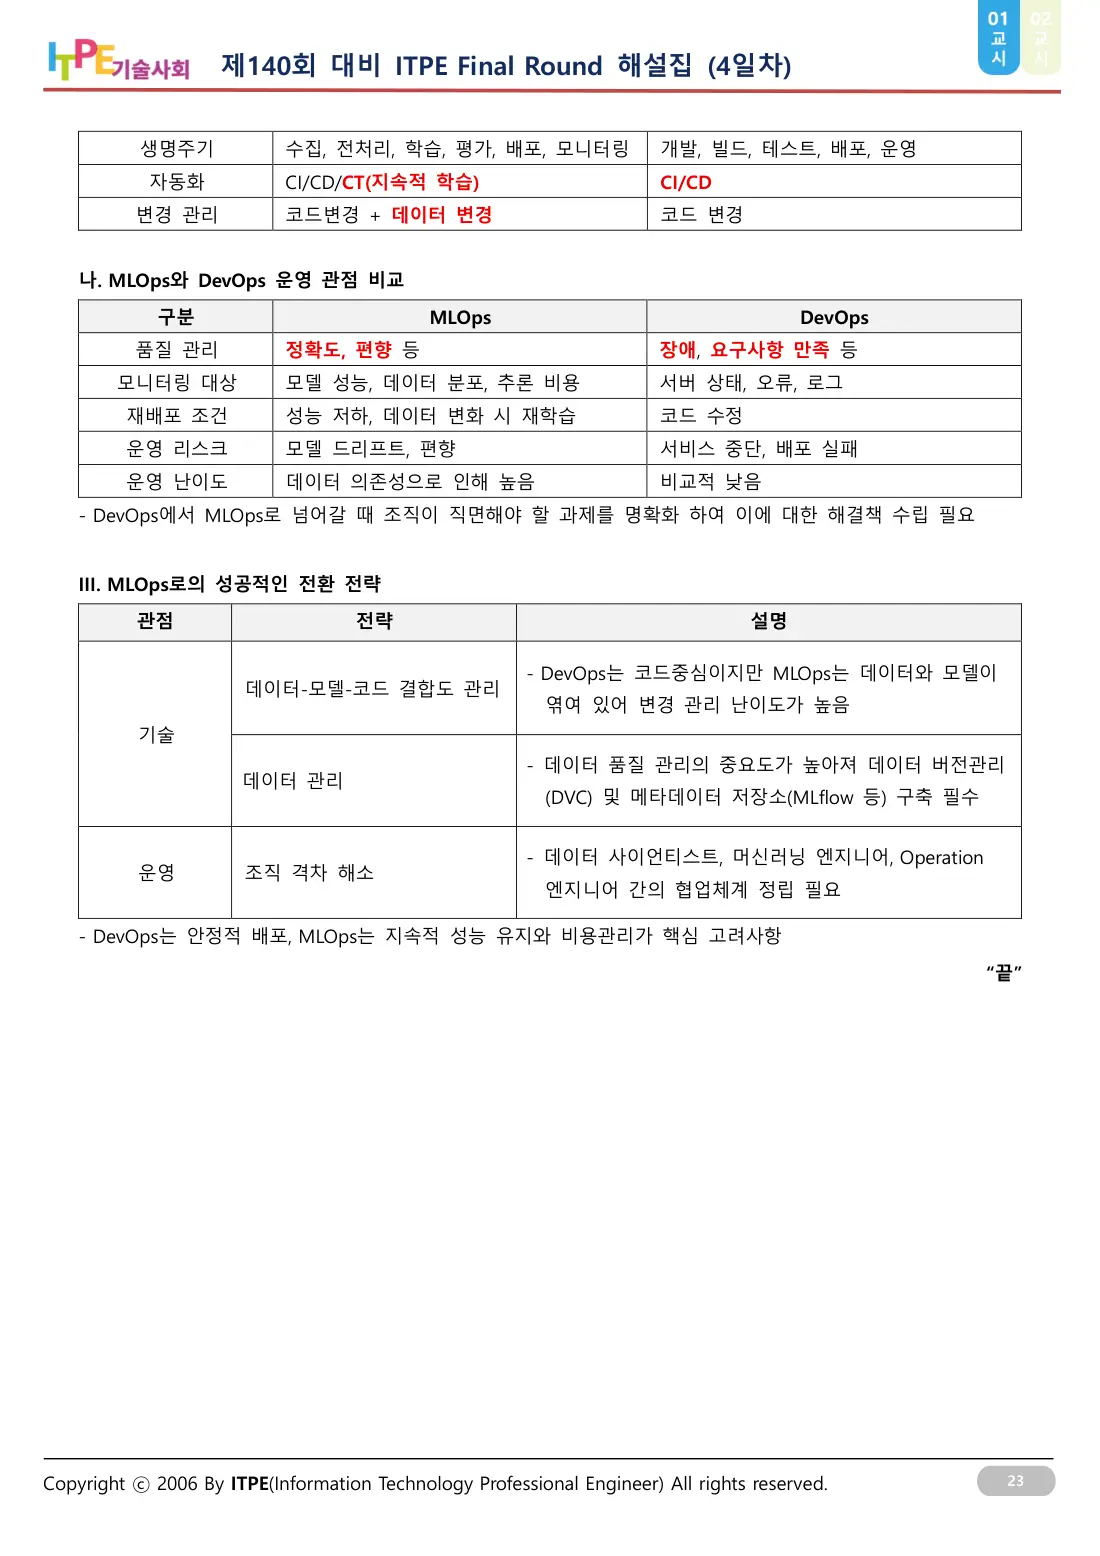 ITPE기술사회 제140회 대비 ITPE Final Round 해설집 (4일차)
01 교시
02 교시
생명주기 수집, 전처리, 학습, 평가, 배포, 모니터링 개발, 빌드, 테스트, 배포, 운영
자동화 CI/CD/CT(지속적 학습) CI/CD
변경 관리 코드변경 + 데이터 변경 코드 변경
나. MLOps와 DevOps 운영 관점 비교
구분 MLOps DevOps
품질 관리 정확도, 편향 등 장애, 요구사항 만족 등
모니터링 대상 모델 성능, 데이터 분포, 추론 비용 서버 상태, 오류, 로그
재배포 조건 성능 저하, 데이터 변화 시 재학습 코드 수정
운영 리스크 모델 드리프트, 편향 서비스 중단, 배포 실패
운영 난이도 데이터 의존성으로 인해 높음 비교적 낮음
- DevOps에서 MLOps로 넘어갈 때 조직이 직면해야 할 과제를 명확화 하여 이에 대한 해결책 수립 필요
III. MLOps로의 성공적인 전환 전략
관점 전략 설명
기술
데이터-모델-코드 결합도 관리
- DevOps는 코드중심이지만 MLOps는 데이터와 모델이
엮여 있어 변경 관리 난이도가 높음
데이터 관리
- 데이터 품질 관리의 중요도가 높아져 데이터 버전관리
(DVC) 및 메타데이터 저장소(MLflow 등) 구축 필수
운영
조직 격차 해소
- 데이터 사이언티스트, 머신러닝 엔지니어, Operation
엔지니어 간의 협업체계 정립 필요
- DevOps는 안정적 배포, MLOps는 지속적 성능 유지와 비용관리가 핵심 고려사항
“끝”
Copyright ⓒ 2006 By ITPE(Information Technology Professional Engineer) All rights reserved. 23